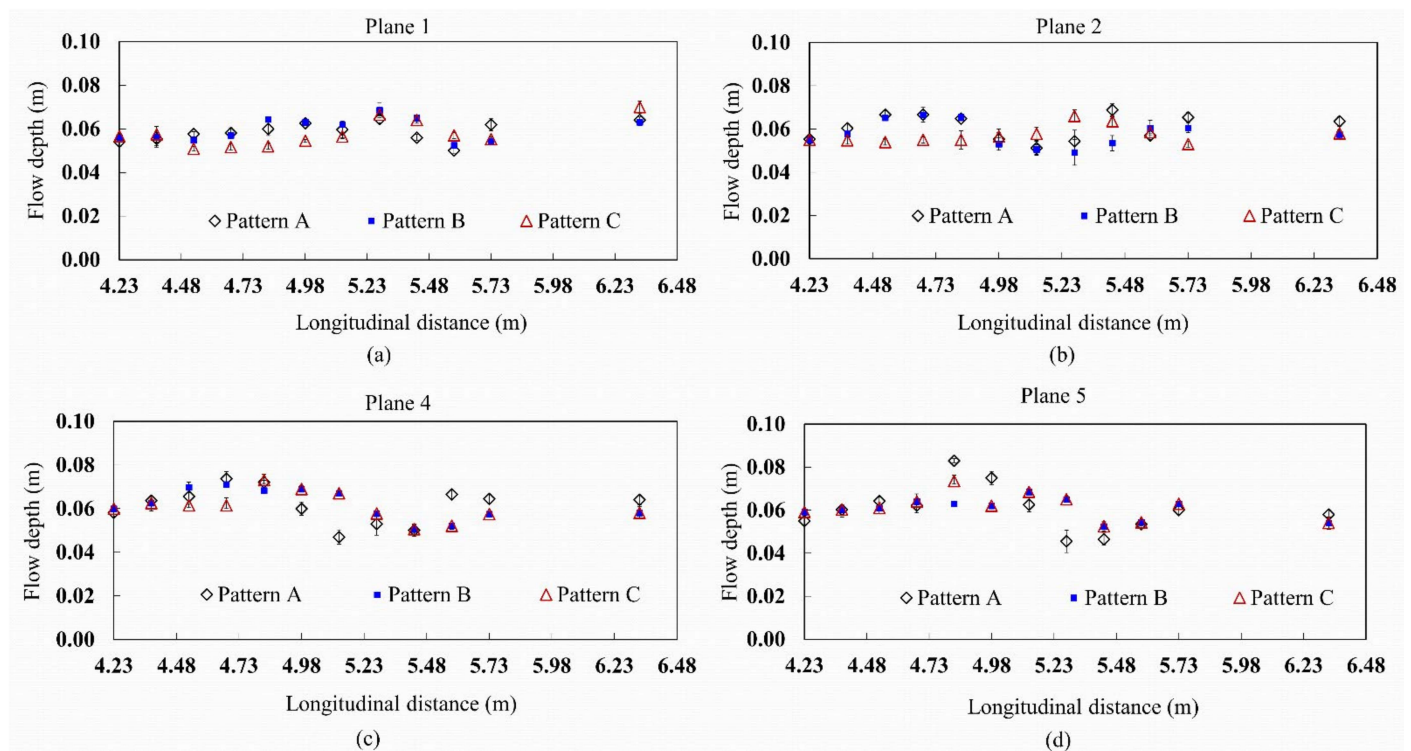 Plane 1
Flow depth (m)
0.10
0.08
0.06
0.04
0.02
0.00
Pattern A Pattern B Pattern C
4.23 4.48 4.73 4.98 5.23 5.48 5.73 5.98 6.23 6.48
Longitudinal distance (m)
(a)
Plane 2
Flow depth (m)
0.10
0.08
0.06
0.04
0.02
0.00
Pattern A Pattern B Pattern C
4.23 4.48 4.73 4.98 5.23 5.48 5.73 5.98 6.23 6.48
Longitudinal distance (m)
(b)
Plane 4
Flow depth (m)
0.10
0.08
0.06
0.04
0.02
0.00
Pattern A Pattern B Pattern C
4.23 4.48 4.73 4.98 5.23 5.48 5.73 5.98 6.23 6.48
Longitudinal distance (m)
(c)
Plane 5
Flow depth (m)
0.10
0.08
0.06
0.04
0.02
0.00
Pattern A Pattern B Pattern C
4.23 4.48 4.73 4.98 5.23 5.48 5.73 5.98 6.23 6.48
Longitudinal distance (m)
(d)